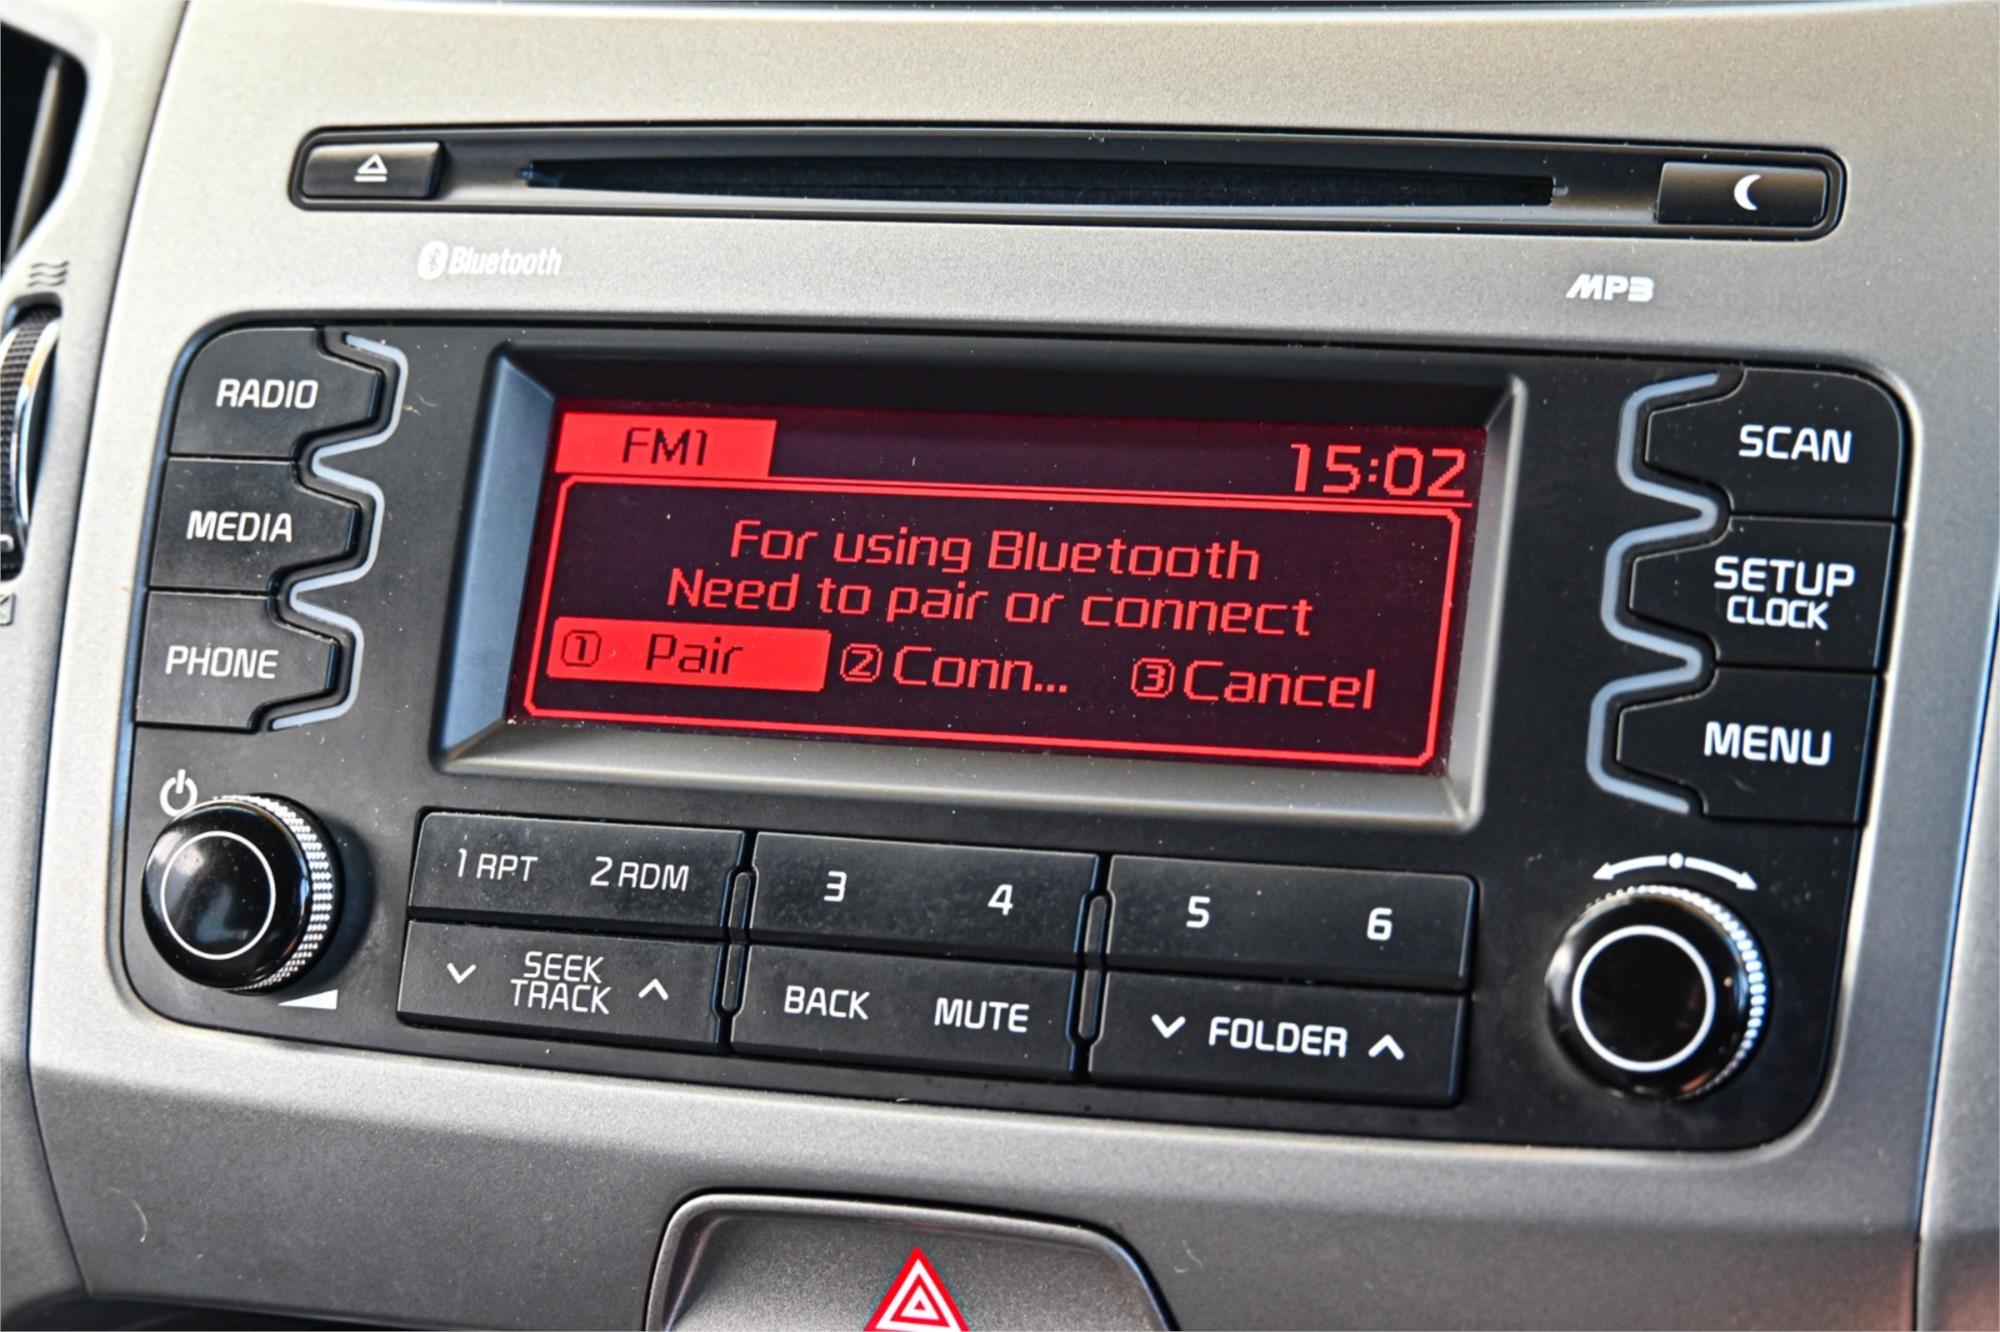 Bluetooth
MP3
RADIO
MEDIA
PHONE
FM1
15:02
For using Bluetooth
Need to pair or connect
① Pair ② Conn... ③ Cancel
SCAN
SETUP
CLOCK
MENU
1 RPT 2 RDM 3 4 5 6
SEEK
TRACK
BACK MUTE
FOLDER